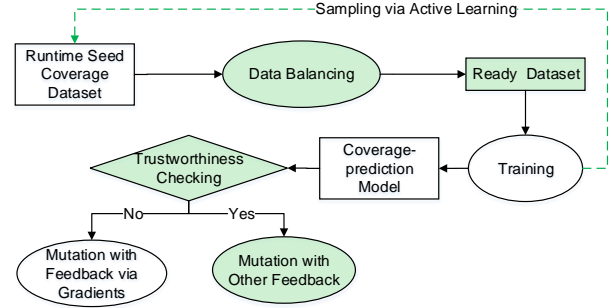 Sampling via Active Learning
Runtime Seed
Coverage
Dataset
Data Balancing
Ready Dataset
Trustworthiness
Checking
Coverage-
prediction
Model
Training
No
Yes
Mutation with
Feedback via
Gradients
Mutation with
Other Feedback